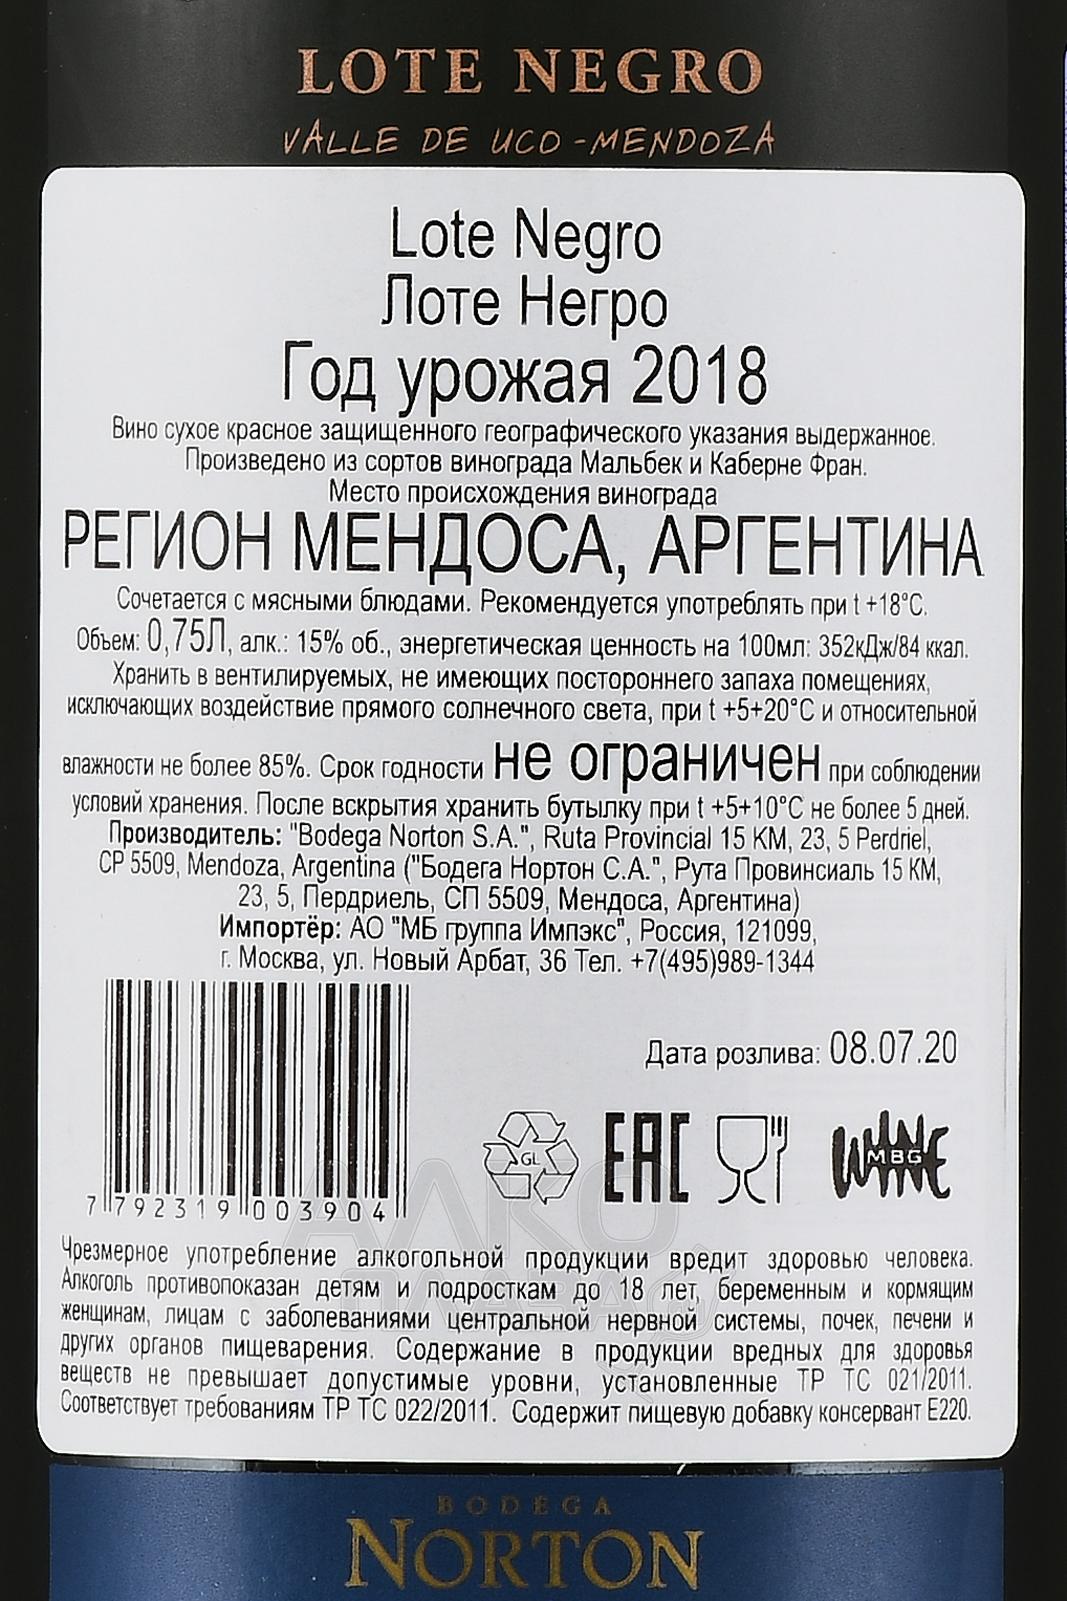 LOTE NEGRO
VALLE DE UCO - MENDOZA
Lote Negro
Лоте Негро
Год урожая 2018
Вино сухое красное защищенного географического указания выдержанное.
Произведено из сортов винограда Мальбек и Каберне Фран.
Место происхождения винограда
РЕГИОН МЕНДОСА, АРГЕНТИНА
Сочетается с мясными блюдами. Рекомендуется употреблять при t +18°C.
Объем: 0,75Л, алк.: 15% об., энергетическая ценность на 100мл: 352кДж/84 ккал.
Хранить в вентилируемых, не имеющих постороннего запаха помещениях,
исключающих воздействие прямого солнечного света, при t +5+20°C и относительной
влажности не более 85%. Срок годности не ограничен при соблюдении
условий хранения. После вскрытия хранить бутылку при t +5+10°C не более 5 дней.
Производитель: "Bodega Norton S.A.", Ruta Provincial 15 KM, 23, 5 Perdriel,
CP 5509, Mendoza, Argentina ("Бодега Нортон С.А.", Рута Провинсиаль 15 КМ,
23, 5, Пердриель, СП 5509, Мендоса, Аргентина)
Импортёр: АО "МБ группа Импэкс", Россия, 121099,
г. Москва, ул. Новый Арбат, 36 Тел. +7(495)989-1344
Дата розлива: 08.07.20
GL
EAC
WINE
MBG
7 792319 003904
АЛКО
ПЛАЗА.ru
Чрезмерное употребление алкогольной продукции вредит здоровью человека.
Алкоголь противопоказан детям и подросткам до 18 лет, беременным и кормящим
женщинам, лицам с заболеваниями центральной нервной системы, почек, печени и
других органов пищеварения. Содержание в продукции вредных для здоровья
веществ не превышает допустимые уровни, установленные ТР ТС 021/2011.
Соответствует требованиям ТР ТС 022/2011. Содержит пищевую добавку консервант Е220.
BODEGA
NORTON